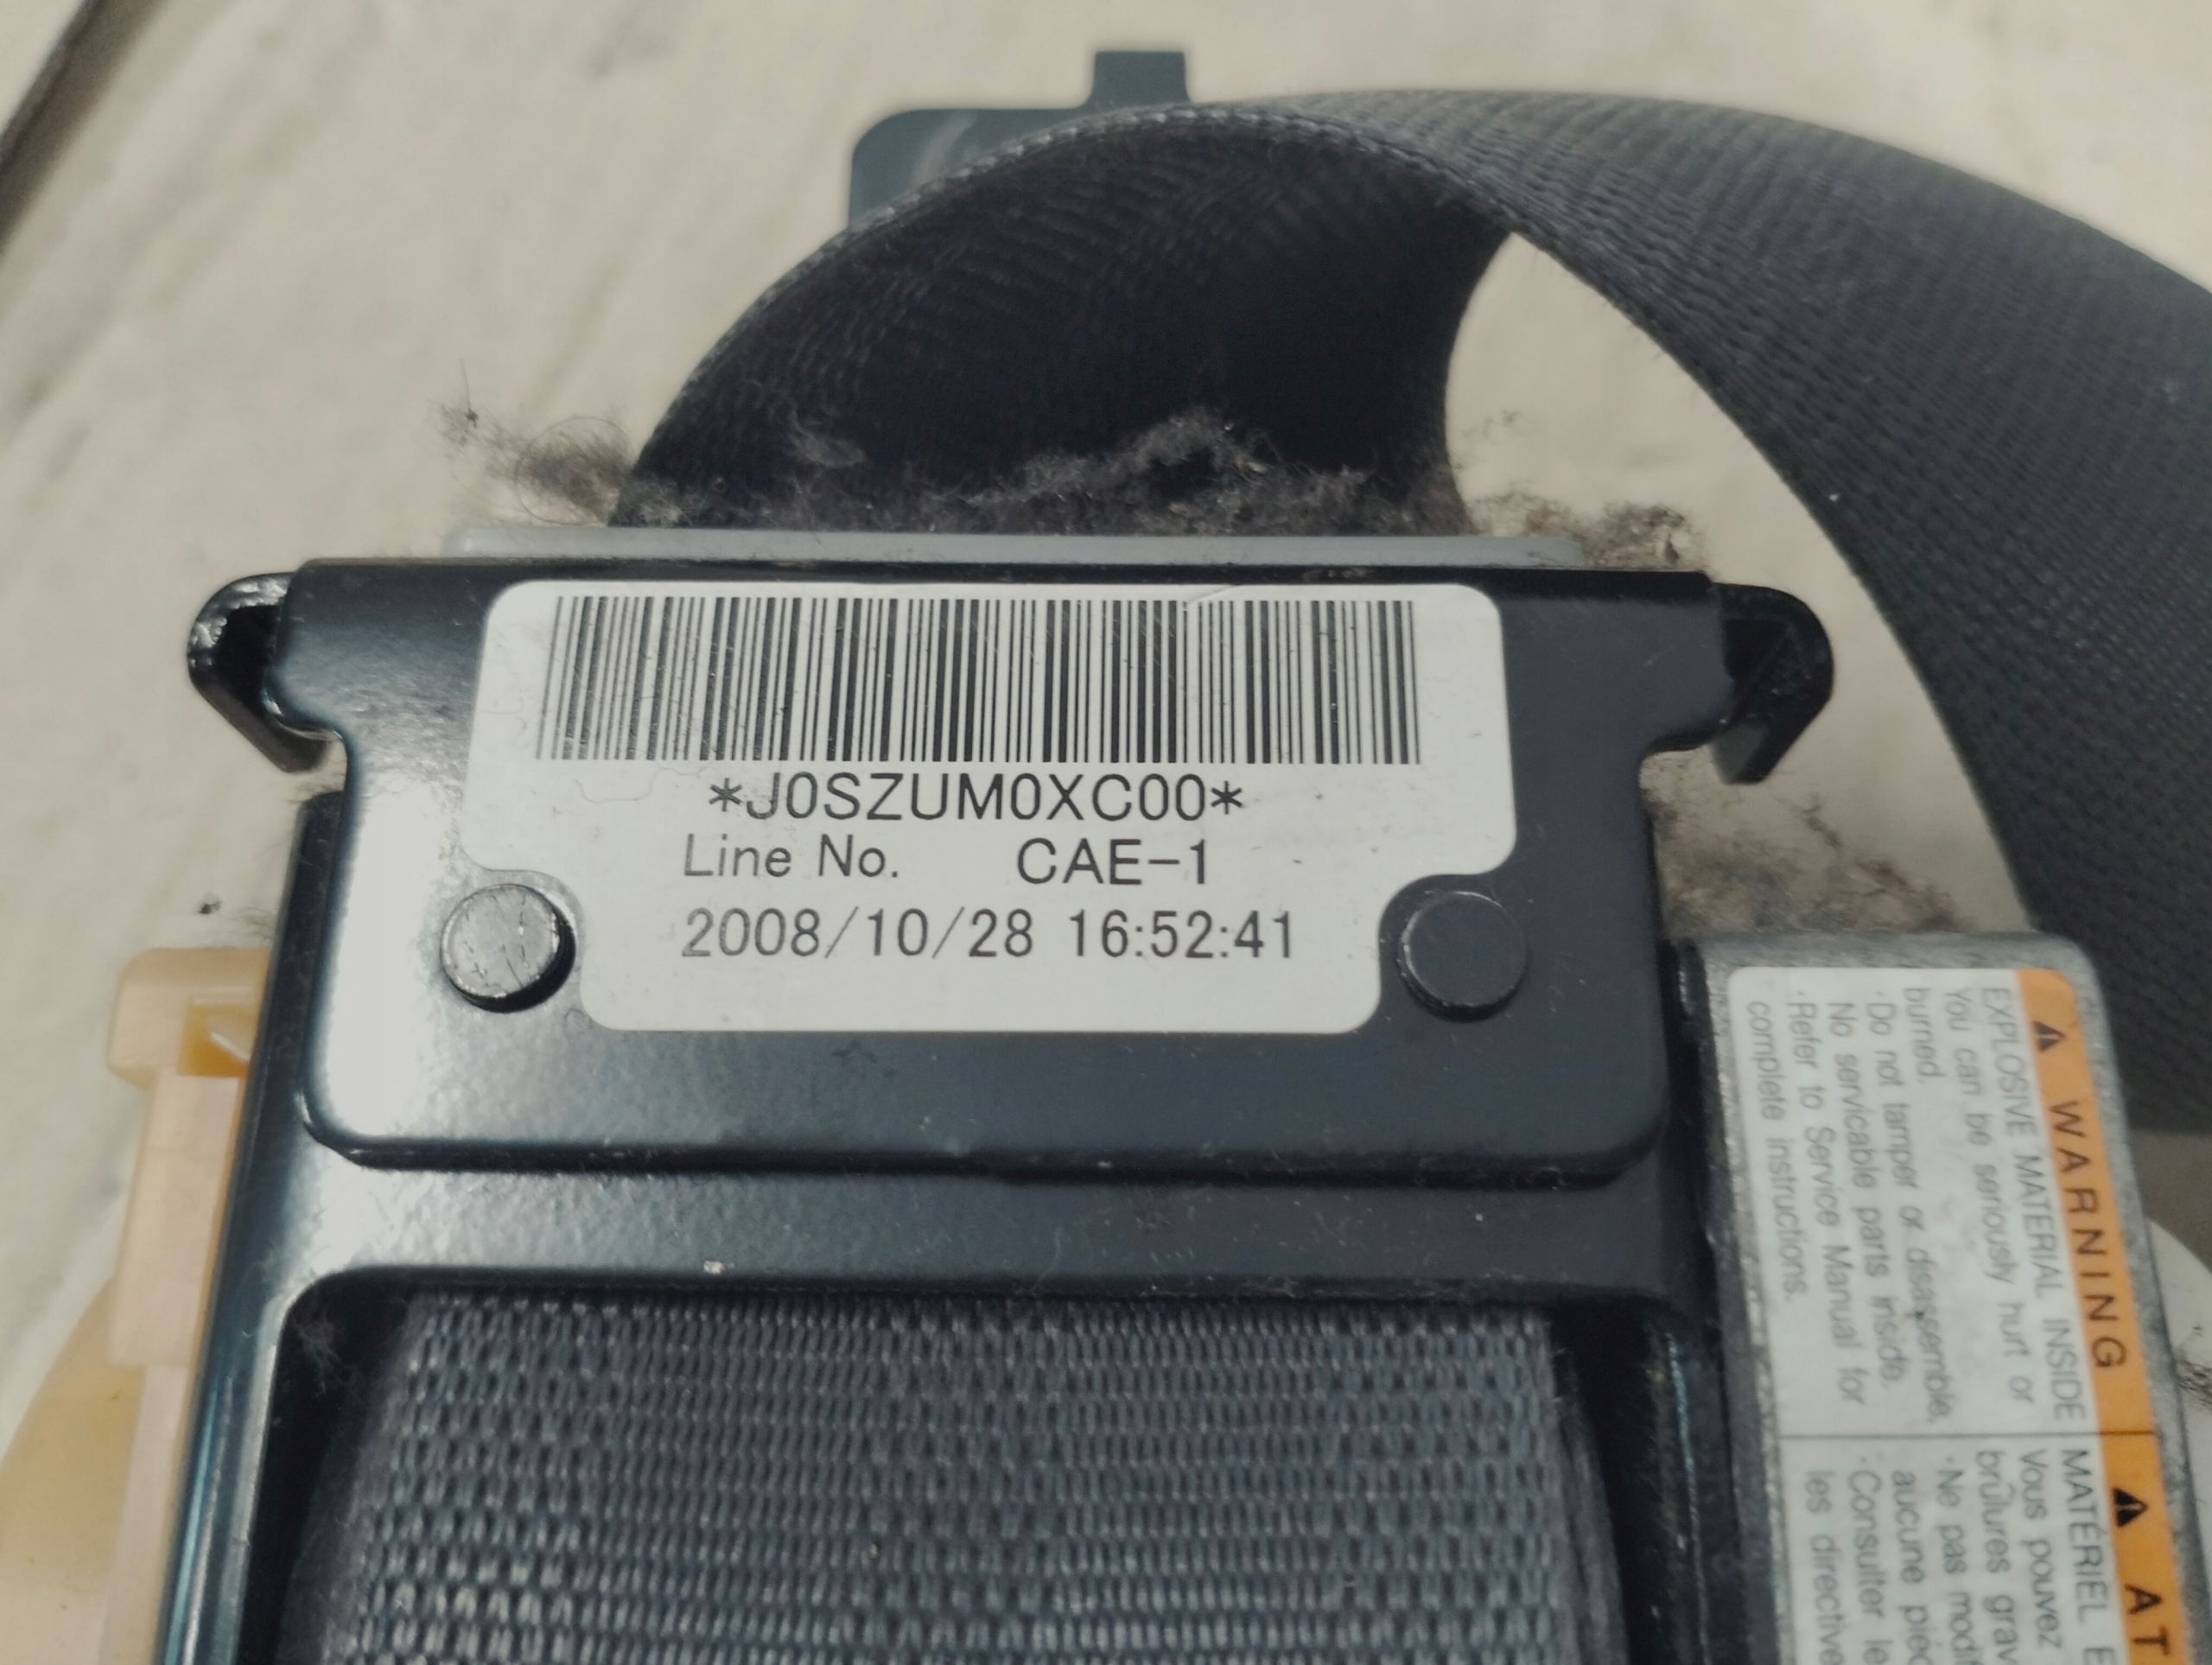 *J0SZUM0XC00*
Line No. CAE-1
2008/10/28 16:52:41
WARNING
EXPLOSIVE MATERIAL INSIDE
You can be seriously hurt or
burned.
·Do not tamper or disassemble.
No servicable parts inside.
·Refer to Service Manual for
complete instructions.
AT
MATÉRIEL E
Vous pouvez
brûlures grav
·Ne pas modi
aucune pièc
·Consulter le
les directive